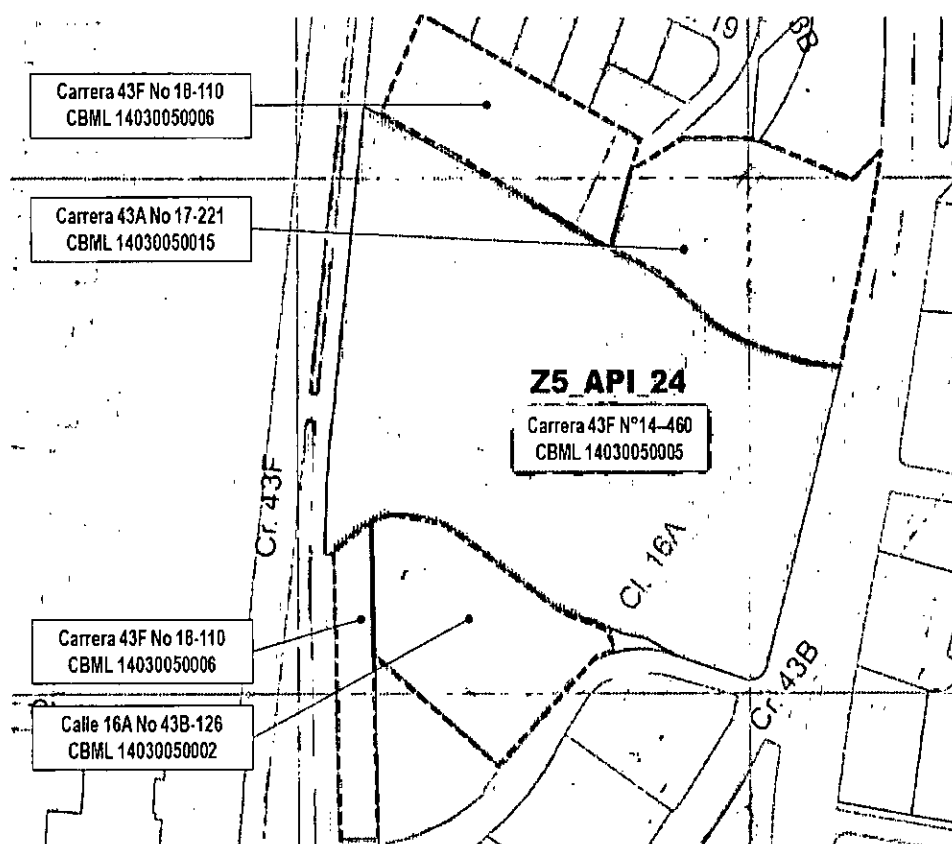 Carrera 43F No 18-110
CBML 14030050006
Carrera 43A No 17-221
CBML 14030050015
Z5_API_24
Carrera 43F N°14-460
CBML 14030050005
Cr. 43F
Cl. 16A
Carrera 43F No 18-110
CBML 14030050006
Cr. 43B
Calle 16A No 43B-126
CBML 14030050002